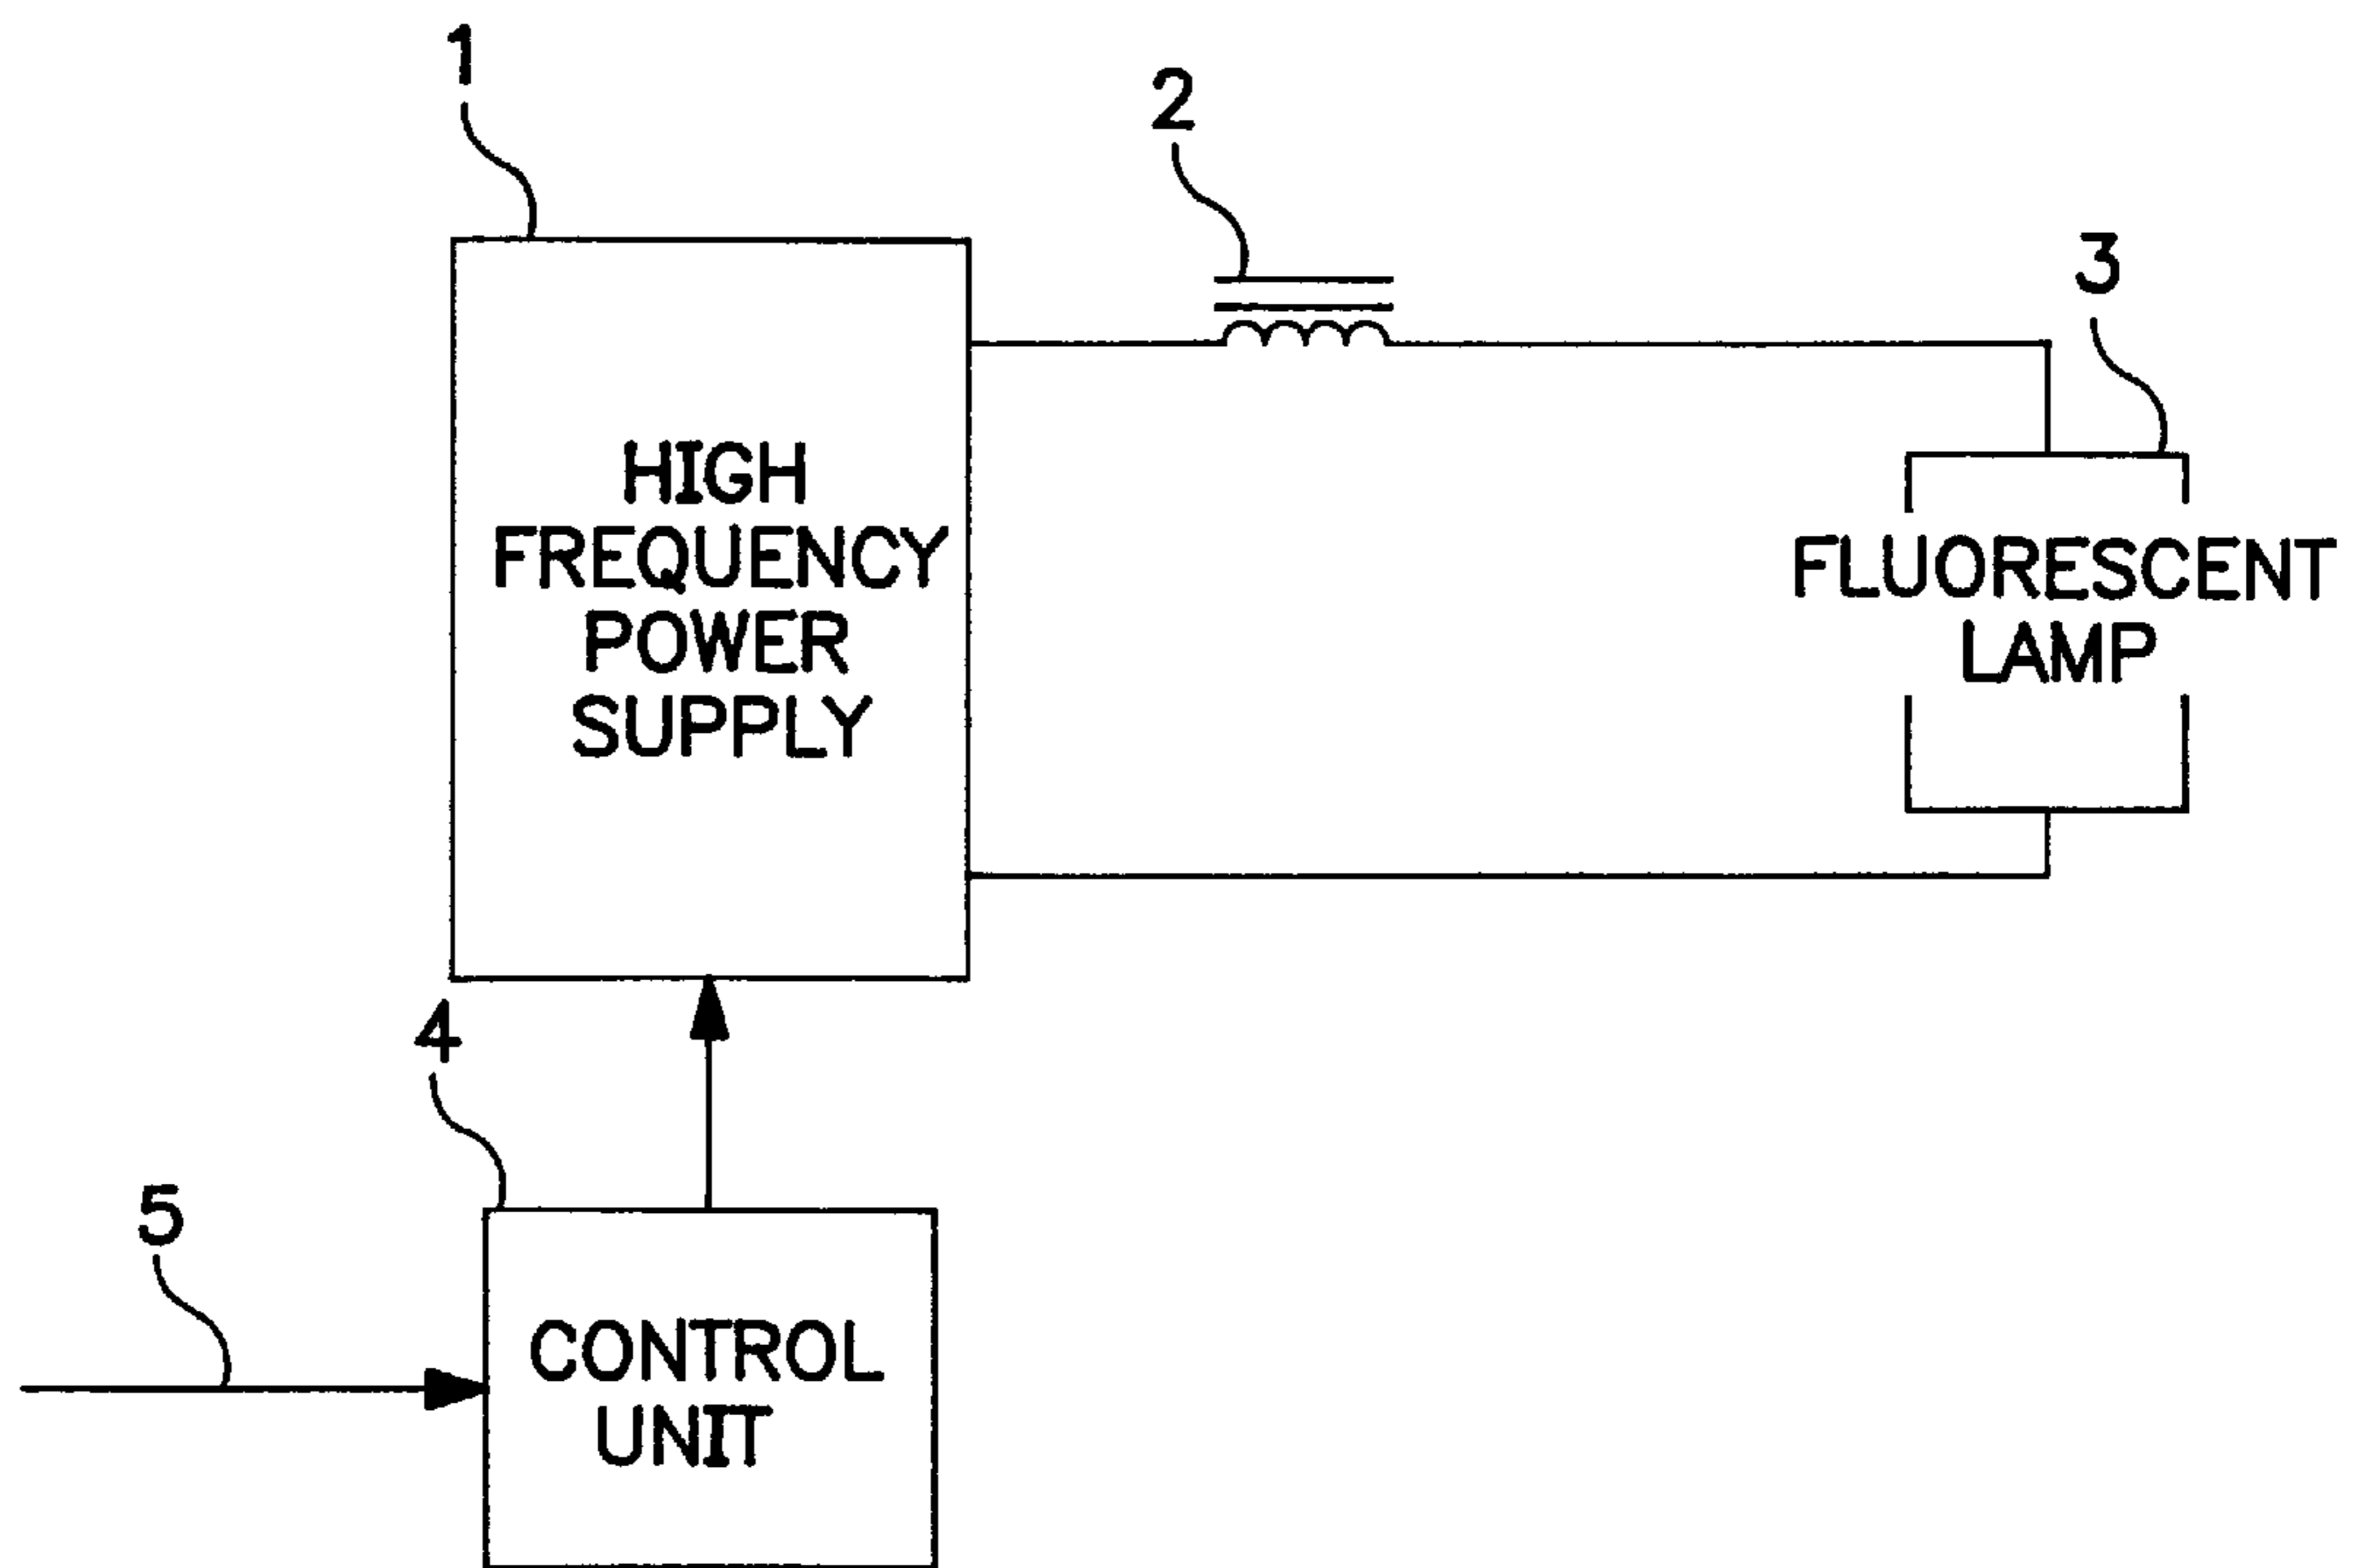 1
2
3
HIGH
FREQUENCY
POWER
SUPPLY
FLUORESCENT
LAMP
4
5
CONTROL
UNIT